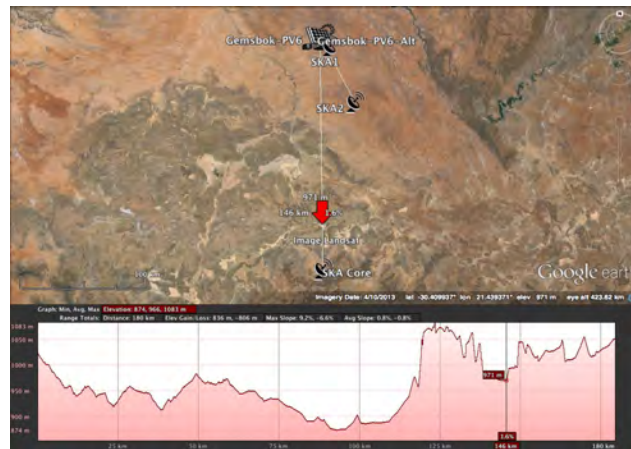 Gemsbok-PV6 Gemsbok-PV6-Alt
SKA1
SKA2
971 m
146 km 1.6%
Image Landsat
SKA Core
Google eart
Imagery Date: 4/10/2013 lat -30.409937° lon 21.439371° elev 971 m eye alt 423.82 km
Graph: Min, Avg, Max Elevation: 874, 966, 1083 m
Range Totals: Distance: 180 km Elev Gain/Loss: 836 m, -806 m Max Slope: 9.2%, -6.6% Avg Slope: 0.8%, -0.8%
1083 m
1050 m
1000 m
950 m
900 m
874 m
971 m
1.6%
25 km 50 km 75 km 100 km 125 km 146 km 180 km